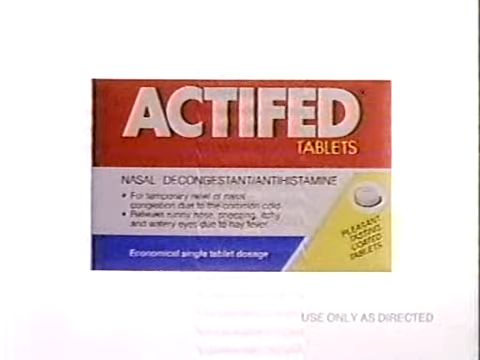 ACTIFED
TABLETS
NASAL DECONGESTANT/ANTIHISTAMINE
• For temporary relief of nasal
congestion due to the common cold.
• Relieves runny nose, sneezing, itchy
and watery eyes due to hay fever.
PLEASANT
TASTING
COATED
TABLETS
Economical single tablet dosage
USE ONLY AS DIRECTED